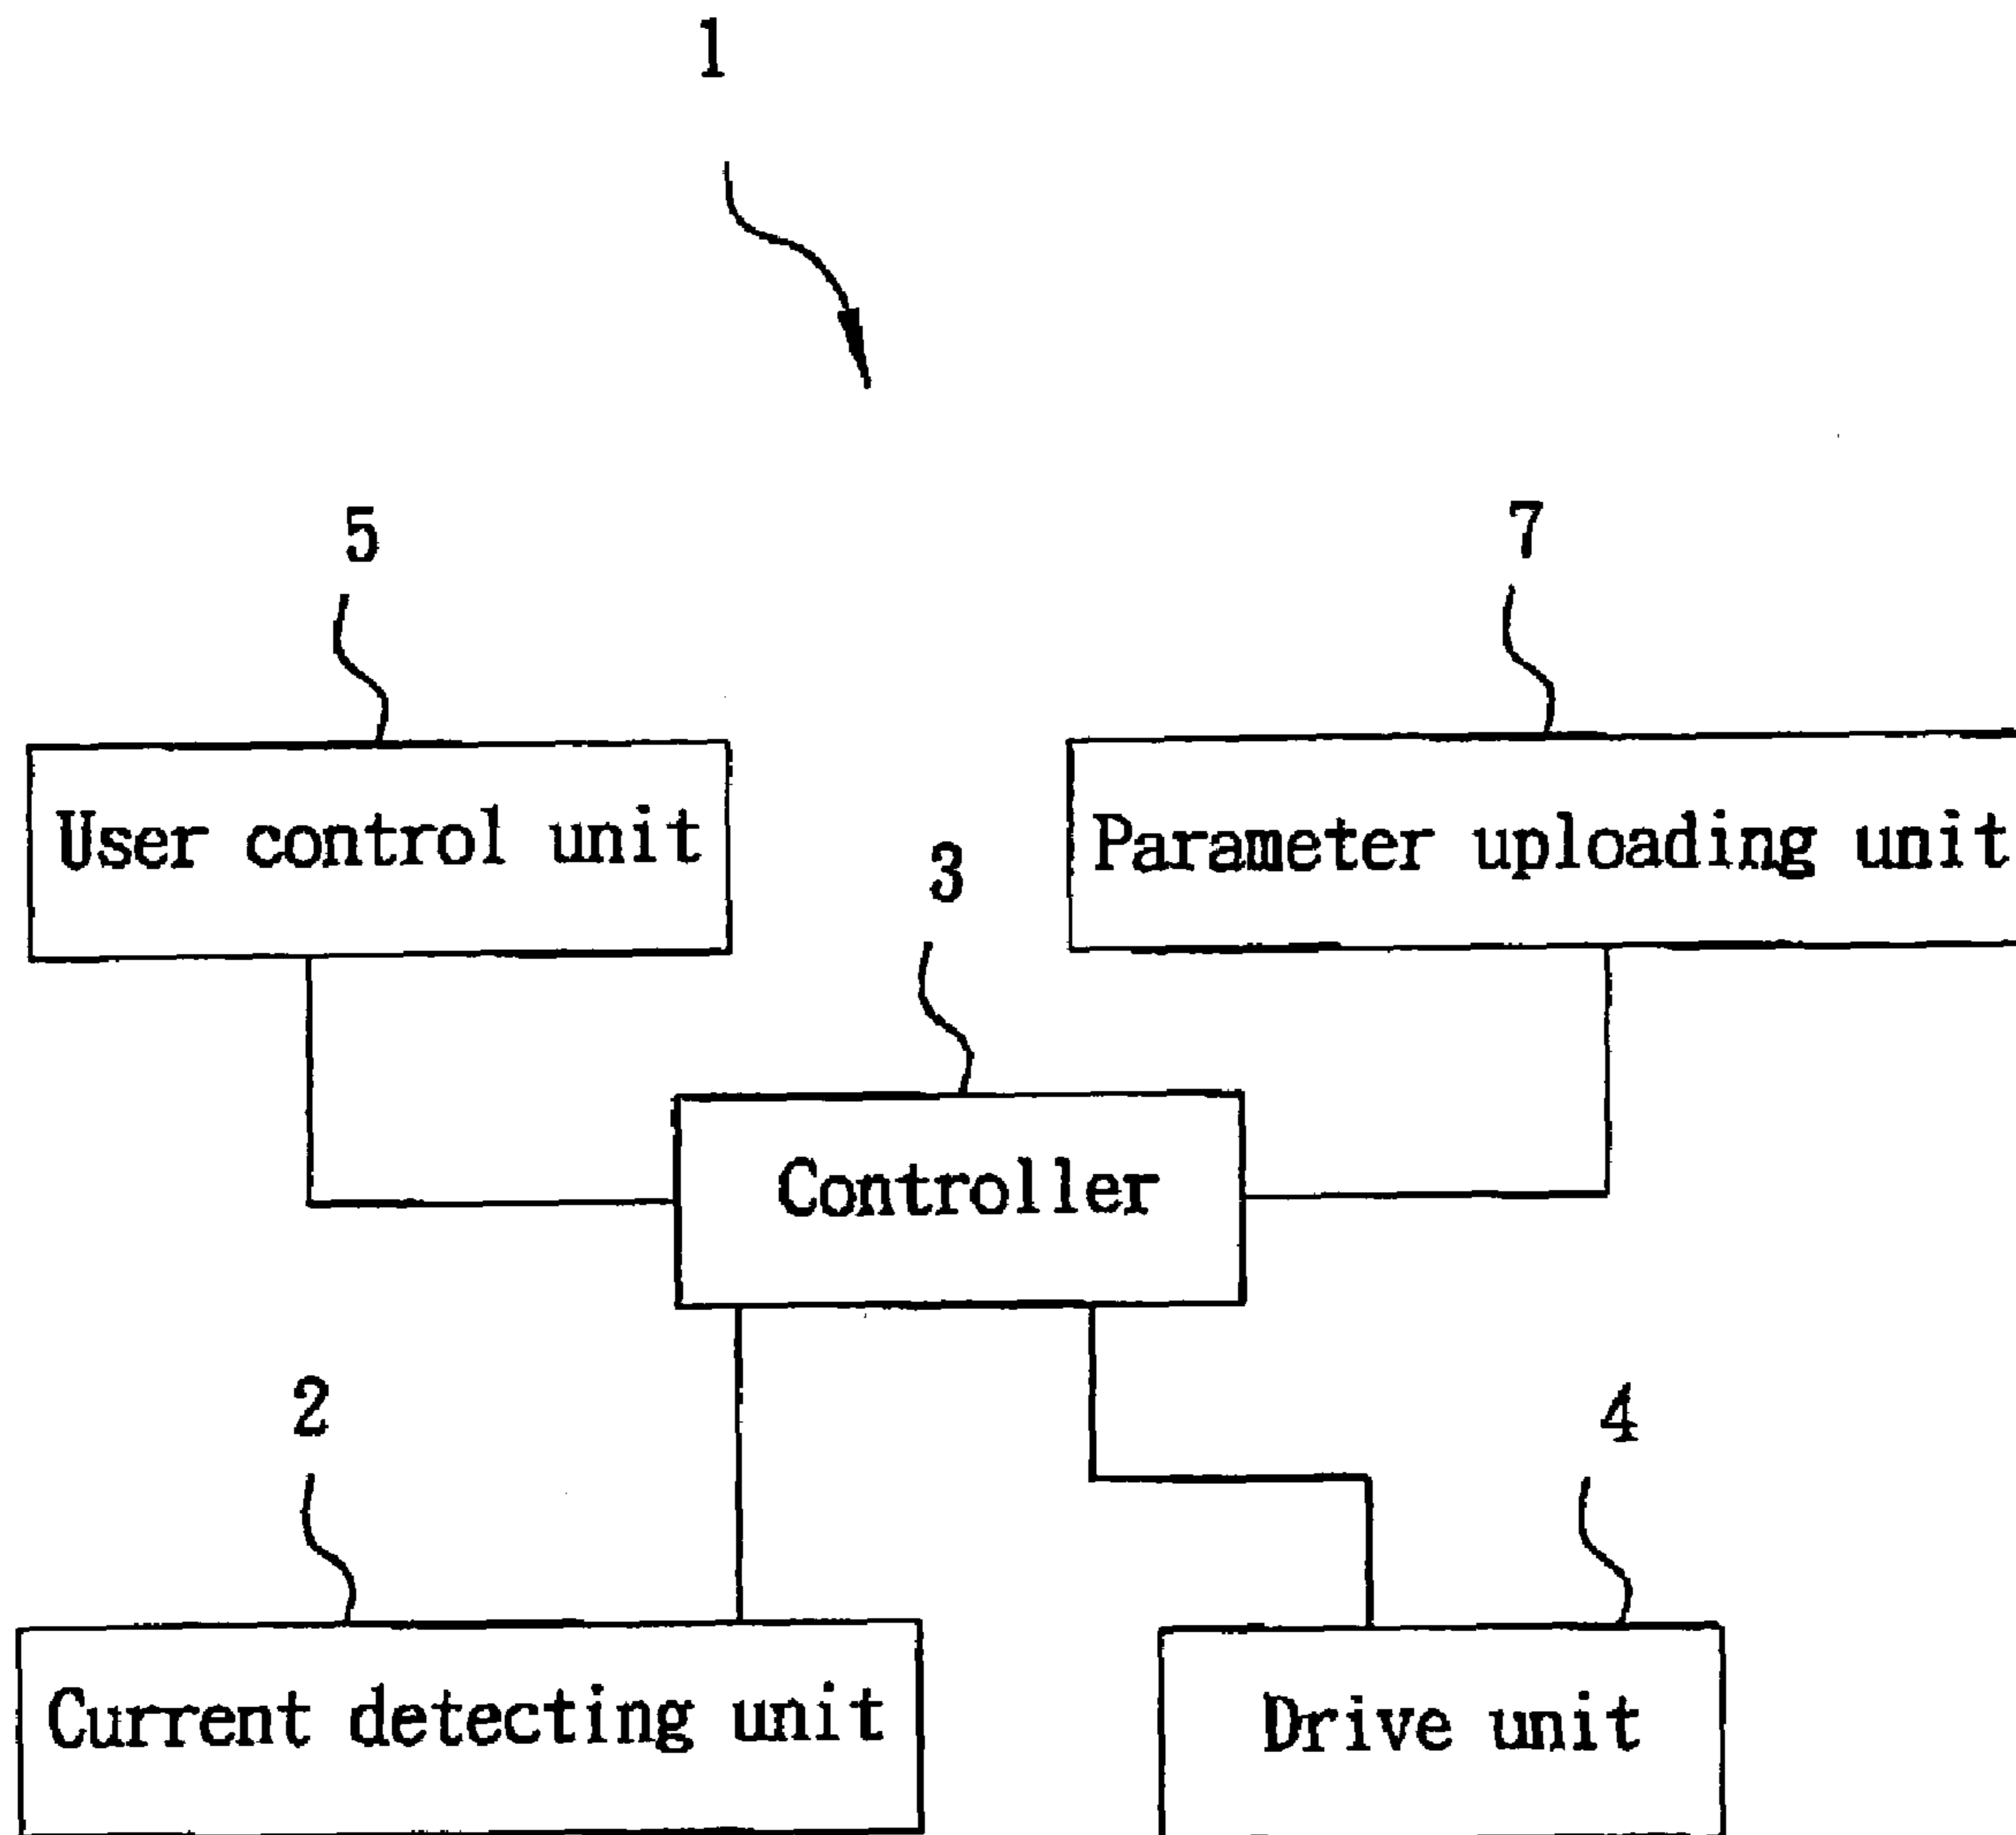 1
5
7
User control unit
Parameter uploading unit
3
Controller
2
4
Current detecting unit
Drive unit